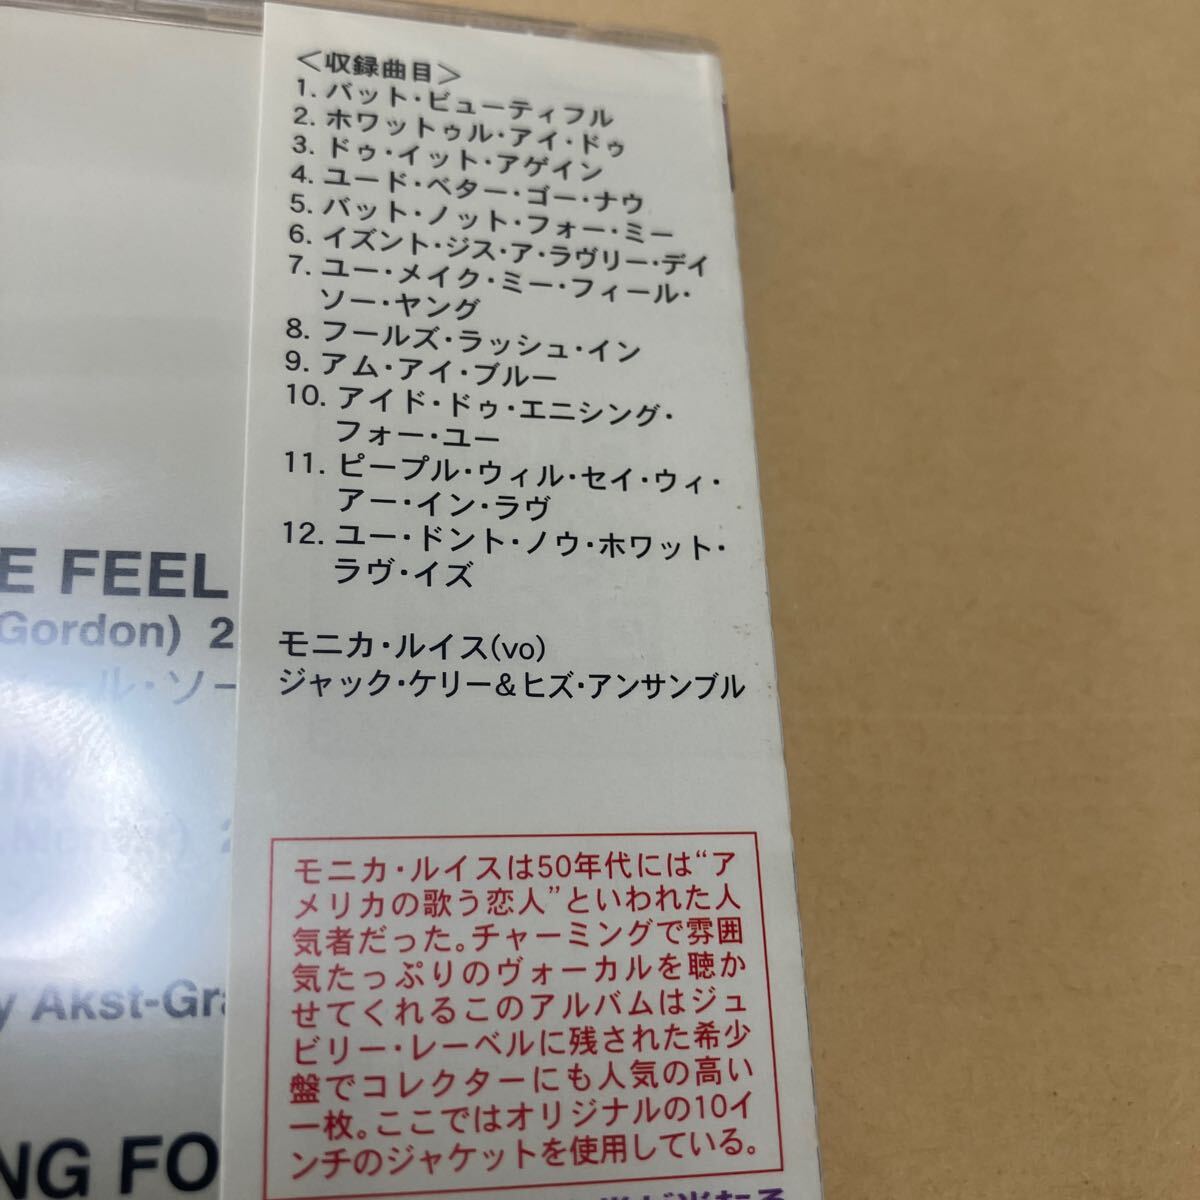 <収録曲目>
1. バット・ビューティフル
2. ホワットゥル・アイ・ドゥ
3. ドゥ・イット・アゲイン
4. ユード・ベター・ゴー・ナウ
5. バット・ノット・フォー・ミー
6. イズント・ジス・ア・ラヴリー・デイ
7. ユー・メイク・ミー・フィール・
ソー・ヤング
8. フールズ・ラッシュ・イン
9. アム・アイ・ブルー
10. アイド・ドゥ・エニシング・
フォー・ユー
11. ピープル・ウィル・セイ・ウィ・
アー・イン・ラヴ
12. ユー・ドント・ノウ・ホワット・
ラヴ・イズ
モニカ・ルイス(vo)
ジャック・ケリー&ヒズ・アンサンブル
モニカ・ルイスは50年代には“ア
メリカの歌う恋人”といわれた人
気者だった。チャーミングで雰囲
気たっぷりのヴォーカルを聴か
せてくれるこのアルバムはジュ
ビリー・レーベルに残された希少
盤でコレクターにも人気の高い
一枚。ここではオリジナルの10イ
ンチのジャケットを使用している。
E FEEL
Gordon) 2
ル・ソー
y Akst-Gra
NG FO